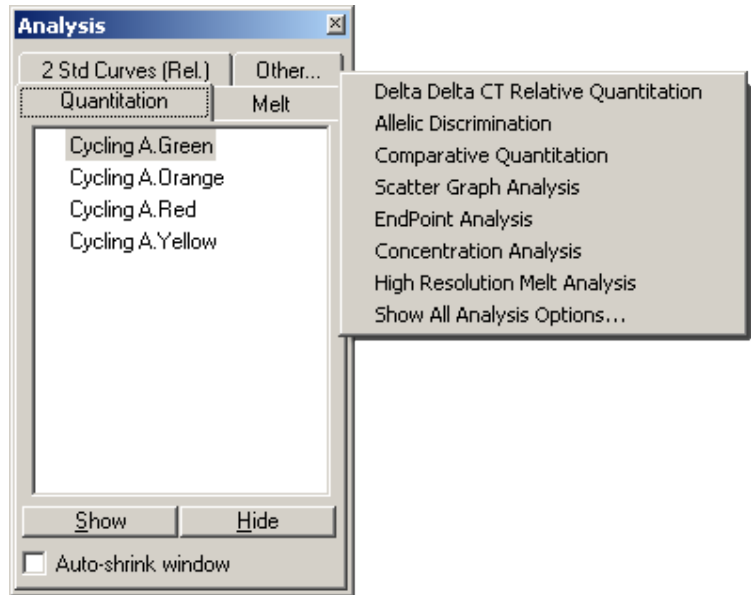 Analysis
2 Std Curves (Rel.)
Other...
Quantitation
Melt
Cycling A.Green
Cycling A.Orange
Cycling A.Red
Cycling A.Yellow
Show
Hide
Auto-shrink window
Delta Delta CT Relative Quantitation
Allelic Discrimination
Comparative Quantitation
Scatter Graph Analysis
EndPoint Analysis
Concentration Analysis
High Resolution Melt Analysis
Show All Analysis Options...